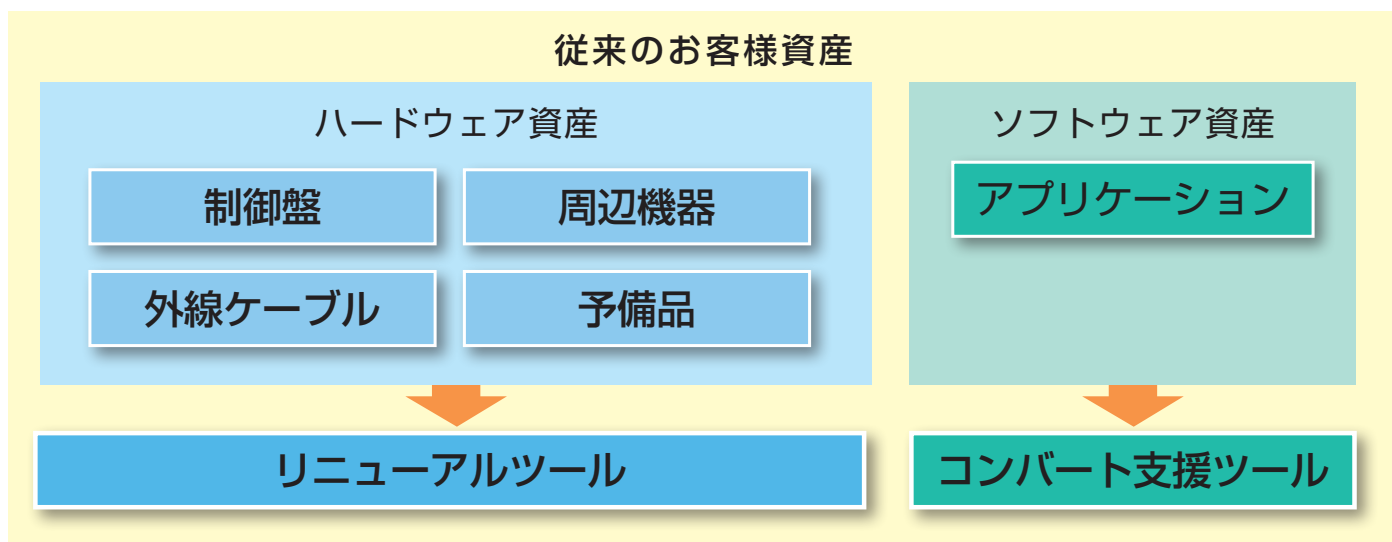 従来のお客様資産
ハードウェア資産
制御盤
周辺機器
外線ケーブル
予備品
リニューアルツール
ソフトウェア資産
アプリケーション
コンバート支援ツール